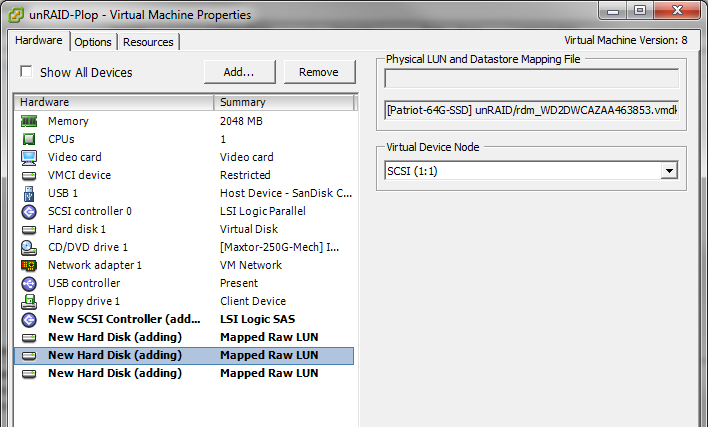 unRAID-Plop - Virtual Machine Properties
Hardware Options Resources Virtual Machine Version: 8
Show All Devices Add... Remove
Hardware Summary
Memory 2048 MB
CPUs 1
Video card Video card
VMCI device Restricted
USB 1 Host Device - SanDisk C...
SCSI controller 0 LSI Logic Parallel
Hard disk 1 Virtual Disk
CD/DVD drive 1 [Maxtor-250G-Mech] I...
Network adapter 1 VM Network
USB controller Present
Floppy drive 1 Client Device
New SCSI Controller (add... LSI Logic SAS
New Hard Disk (adding) Mapped Raw LUN
New Hard Disk (adding) Mapped Raw LUN
New Hard Disk (adding) Mapped Raw LUN
Physical LUN and Datastore Mapping File
[Patriot-64G-SSD] unRAID/rdm_WD2DWCAZAA463853.vmdk
Virtual Device Node
SCSI (1:1)